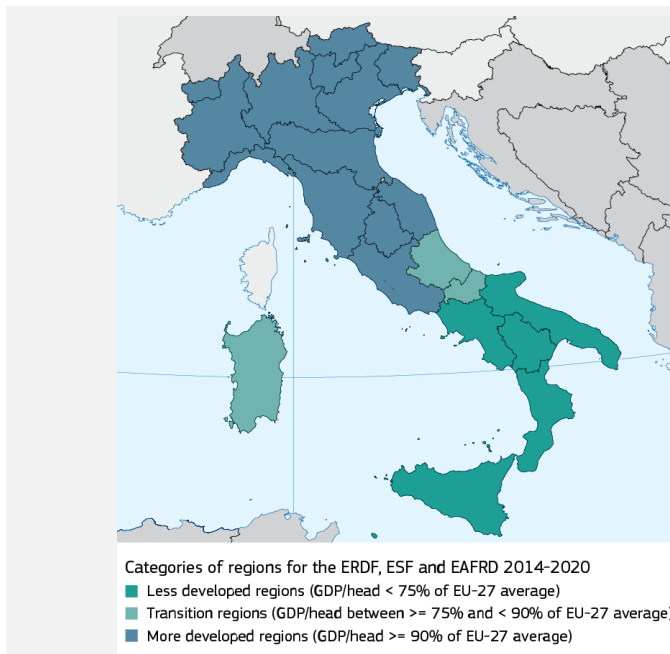 Categories of regions for the ERDF, ESF and EAFRD 2014-2020
Less developed regions (GDP/head < 75% of EU-27 average)
Transition regions (GDP/head between >= 75% and < 90% of EU-27 average)
More developed regions (GDP/head >= 90% of EU-27 average)